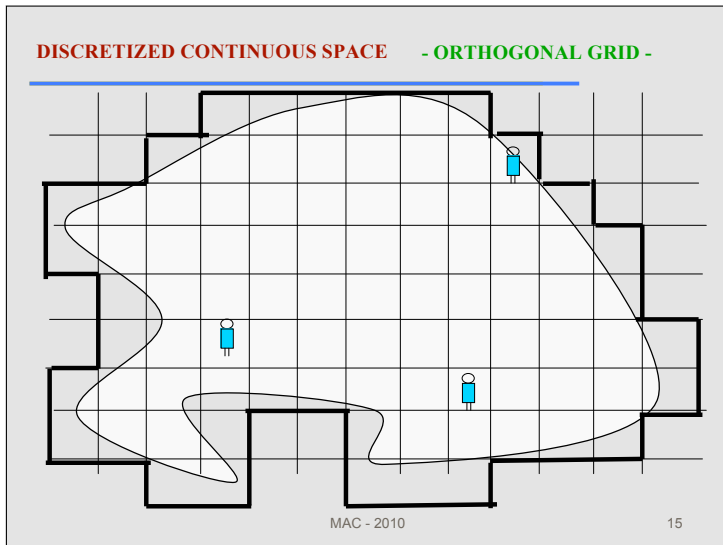 DISCRETIZED CONTINUOUS SPACE - ORTHOGONAL GRID -
MAC - 2010 15